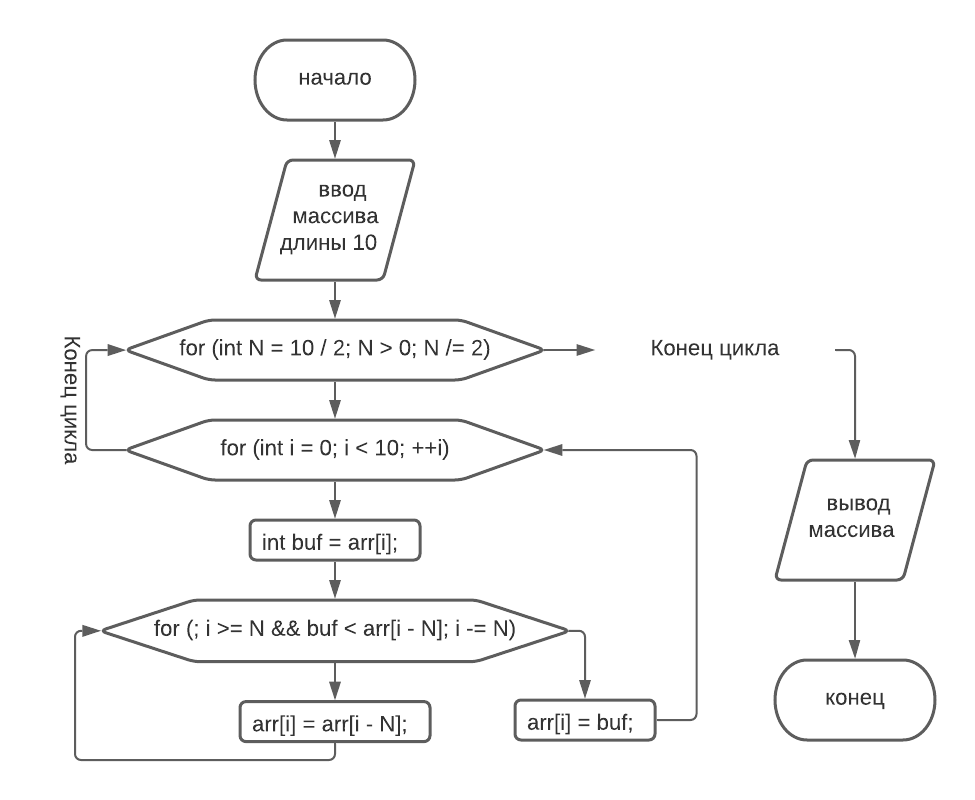 начало
ввод
массива
длины 10
for (int N = 10 / 2; N > 0; N /= 2)
Конец цикла
Конец цикла
for (int i = 0; i < 10; ++i)
int buf = arr[i];
for (; i >= N && buf < arr[i - N]; i -= N)
arr[i] = arr[i - N];
arr[i] = buf;
вывод
массива
конец